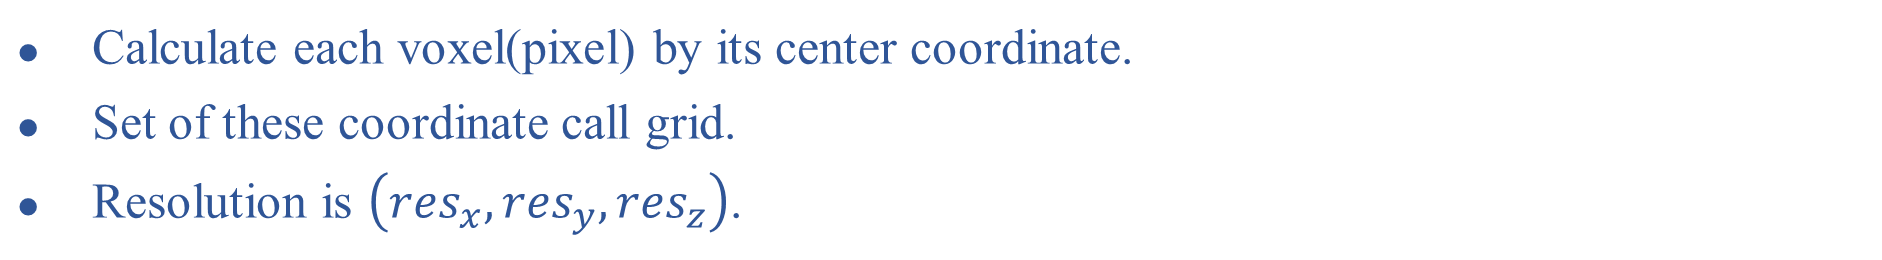 • Calculate each voxel(pixel) by its center coordinate.
• Set of these coordinate call grid.
• Resolution is (res_x, res_y, res_z).